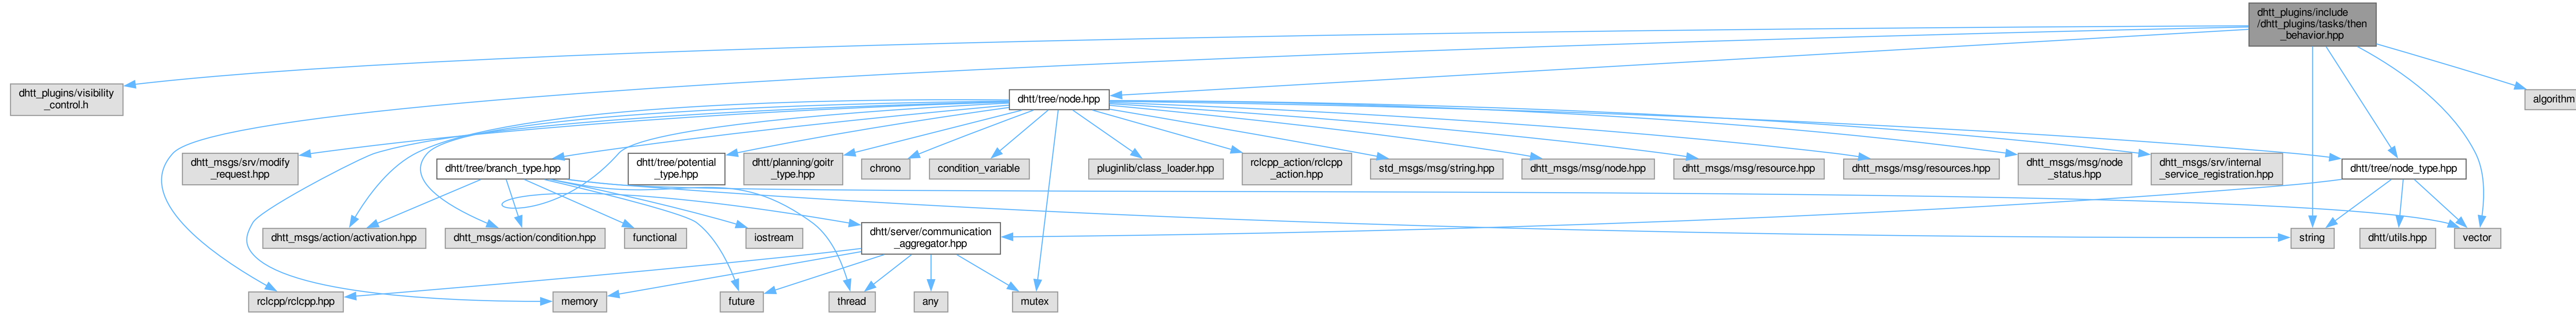 dhtt_plugins/include
/dhtt_plugins/tasks/then
_behavior.hpp
dhtt_plugins/visibility
_control.h
dhtt/tree/node.hpp
algorithm
dhtt_msgs/srv/modify
_request.hpp
dhtt/tree/branch_type.hpp
dhtt/tree/potential
_type.hpp
dhtt/planning/goitr
_type.hpp
chrono
condition_variable
pluginlib/class_loader.hpp
rclcpp_action/rclcpp
_action.hpp
std_msgs/msg/string.hpp
dhtt_msgs/msg/node.hpp
dhtt_msgs/msg/resource.hpp
dhtt_msgs/msg/resources.hpp
dhtt_msgs/msg/node
_status.hpp
dhtt_msgs/srv/internal
_service_registration.hpp
dhtt/tree/node_type.hpp
dhtt_msgs/action/activation.hpp
dhtt_msgs/action/condition.hpp
functional
iostream
dhtt/server/communication
_aggregator.hpp
string
dhtt/utils.hpp
vector
rclcpp/rclcpp.hpp
memory
future
thread
any
mutex